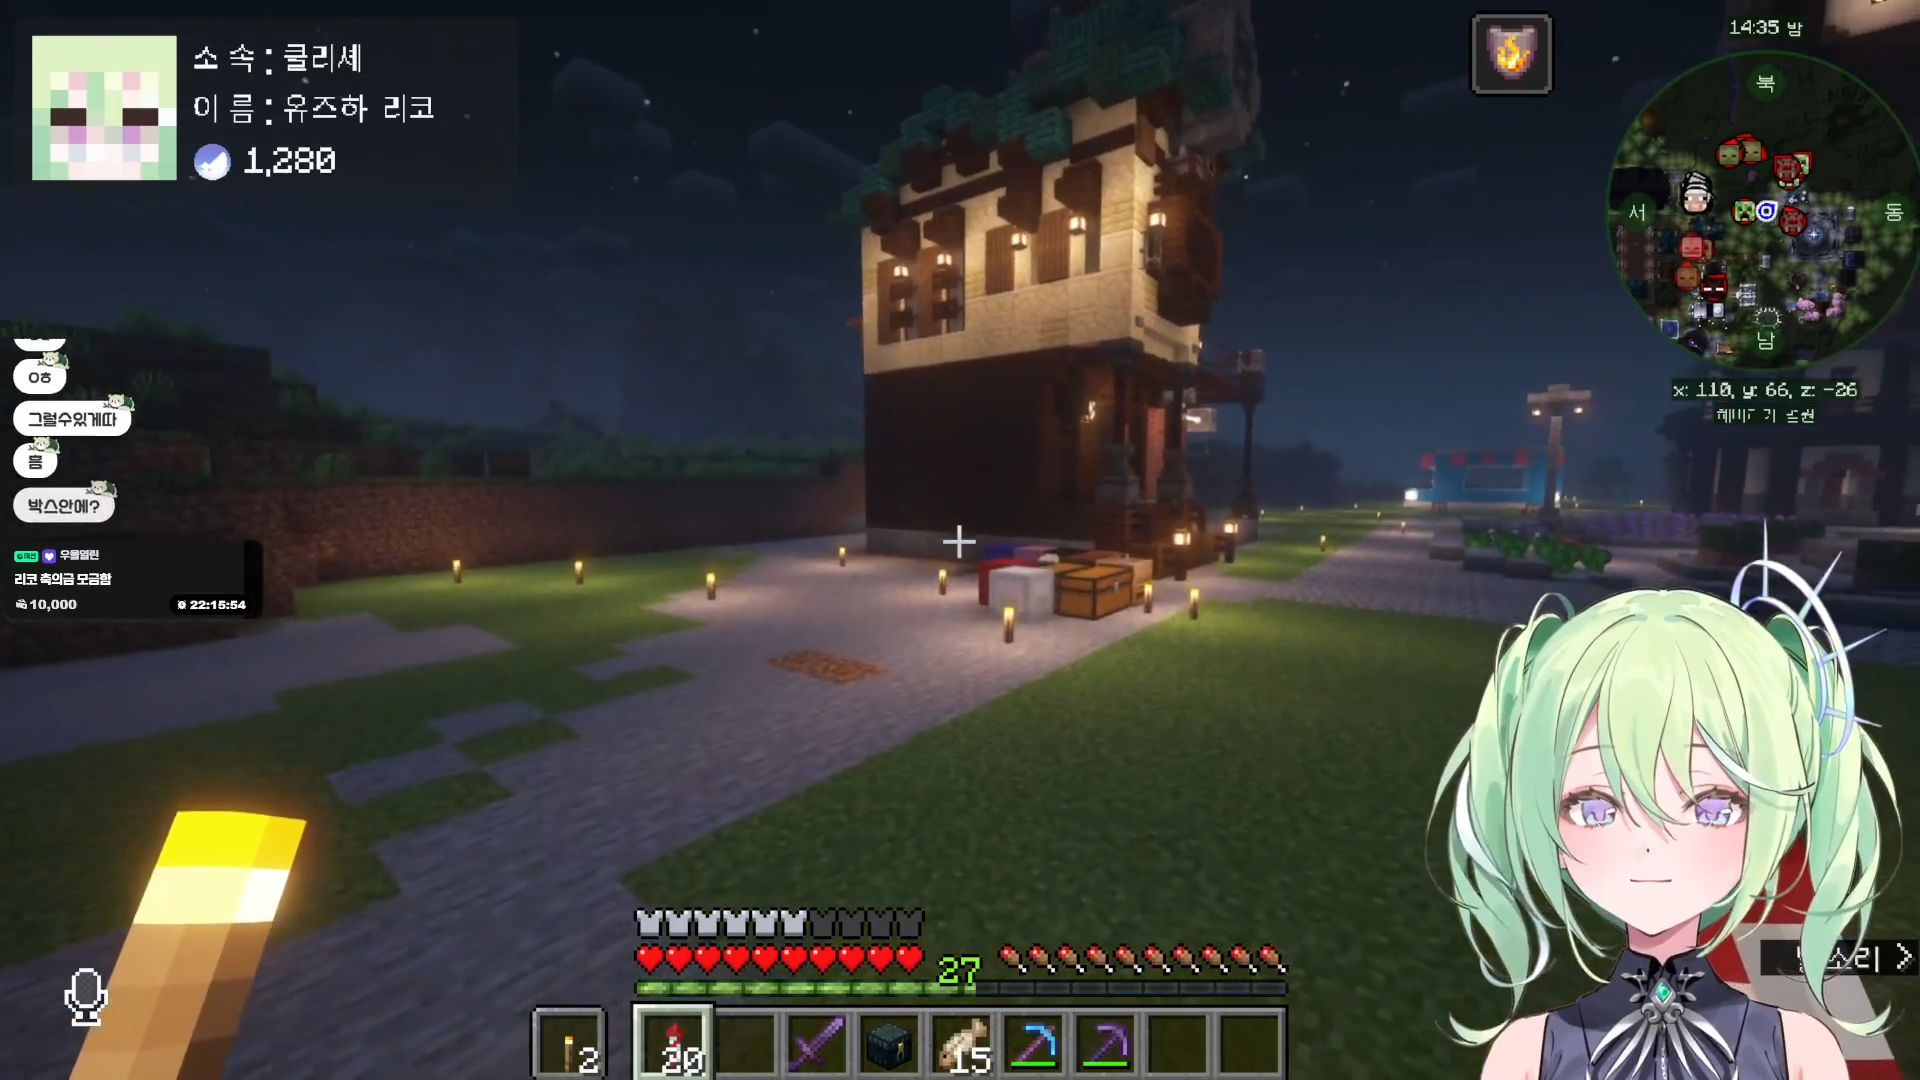 소 속 : 클리셰
이 름 : 유즈하 리코
1,280
14:35 밤
북
서
동
남
x: 110, y: 66, z: -26
ㅇㅎ
그럴수있게따
흠
박스안에?
우물열린
리코 축의금 모금함
10,000
22:15:54
27
2
20
15